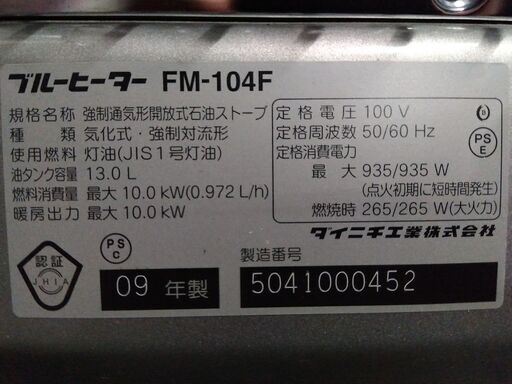 ブルーヒーター FM-104F
規格名称 強制通気形開放式石油ストーブ
種類 気化式・強制対流形
使用燃料 灯油(JIS1号灯油)
油タンク容量 13.0 L
燃料消費量 最大 10.0 kW(0.972 L/h)
暖房出力 最大 10.0 kW
定格電圧 100 V
定格周波数 50/60 Hz
定格消費電力
最大 935/935 W
(点火初期に短時間発生)
燃焼時 265/265 W(大火力)
PS
E
ダイニチ工業株式会社
認証
JHIA
PS
C
09 年製
製造番号
5041000452